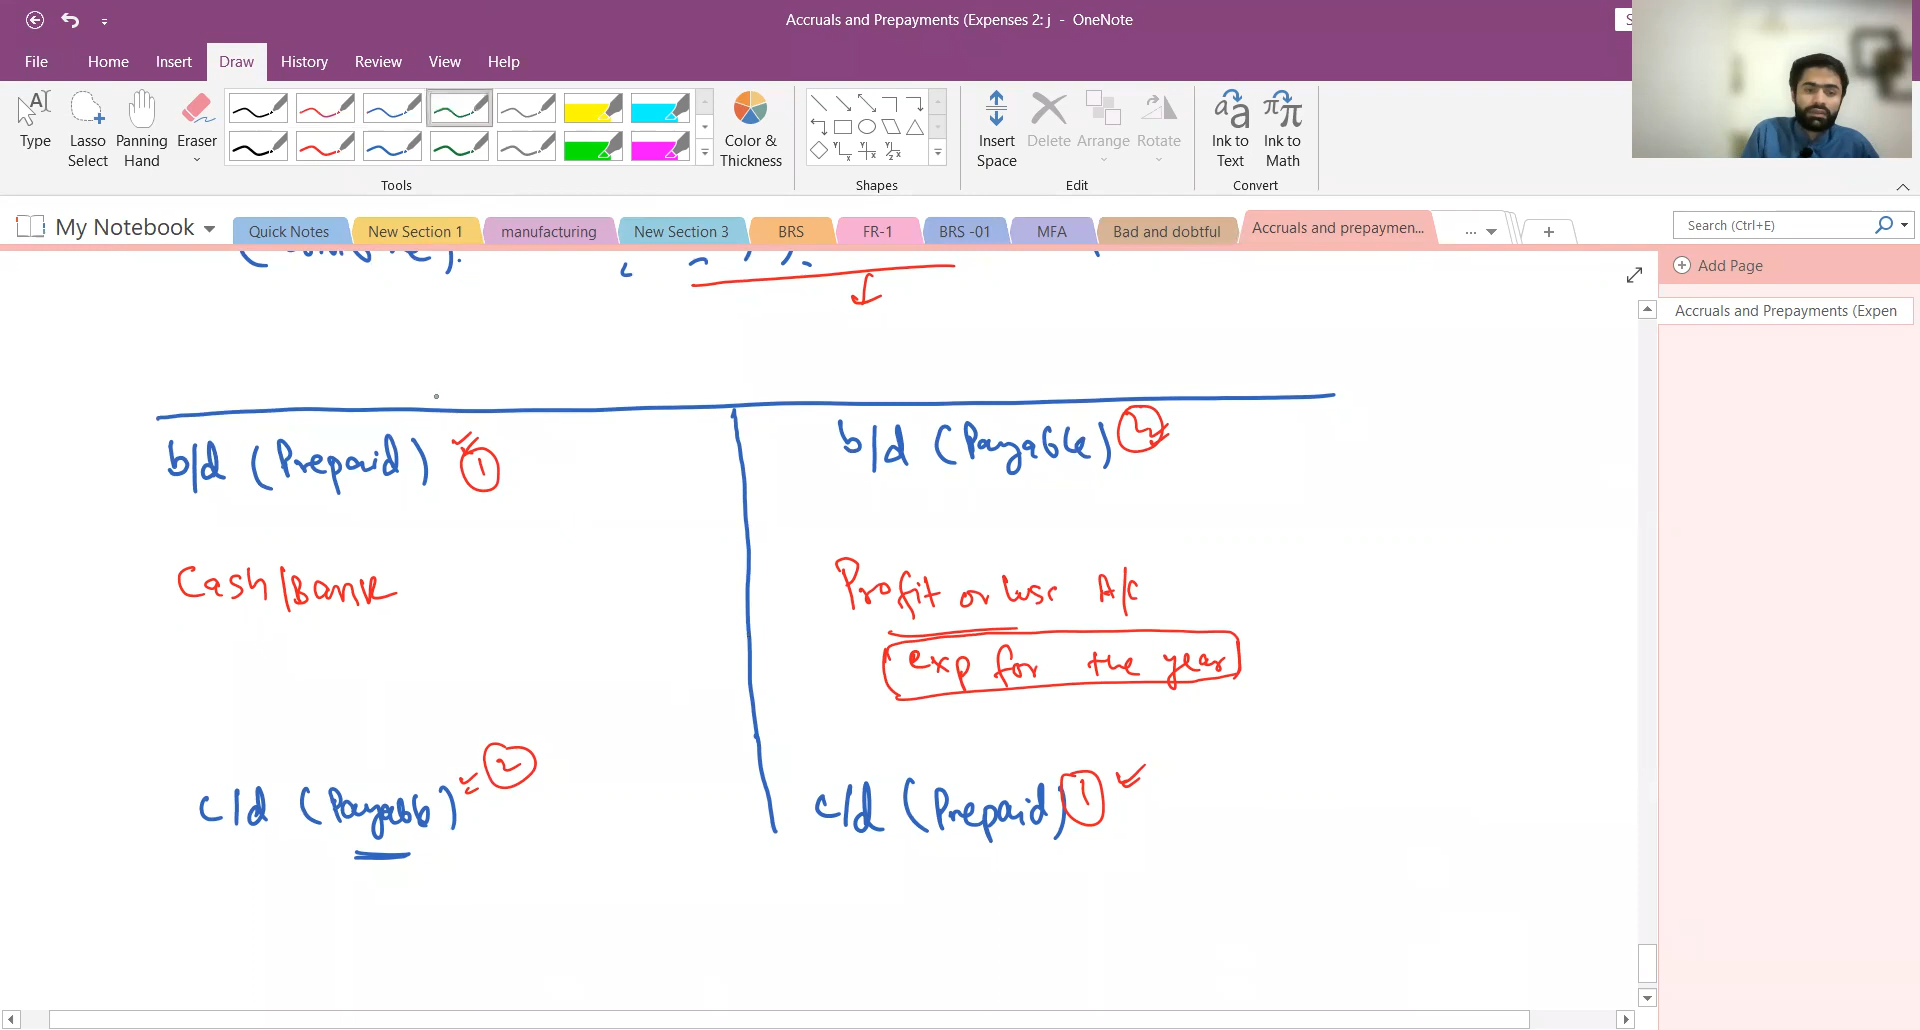 Accruals and Prepayments (Expenses 2: j - OneNote
File Home Insert Draw History Review View Help
Type
Lasso Select
Panning Hand
Eraser
Color & Thickness
Insert Space
Delete
Arrange
Rotate
Ink to Text
Ink to Math
Tools Shapes Edit Convert
My Notebook
Quick Notes New Section 1 manufacturing New Section 3 BRS FR-1 BRS -01 MFA Bad and doubtful Accruals and prepaymen... ...
Search (Ctrl+E)
Add Page
Accruals and Prepayments (Expen
b/d (Prepaid) 1
b/d (Payable)
Cash/Bank
Profit or loss A/c
exp for the year
c/d (Payable) 2
c/d (Prepaid) 1